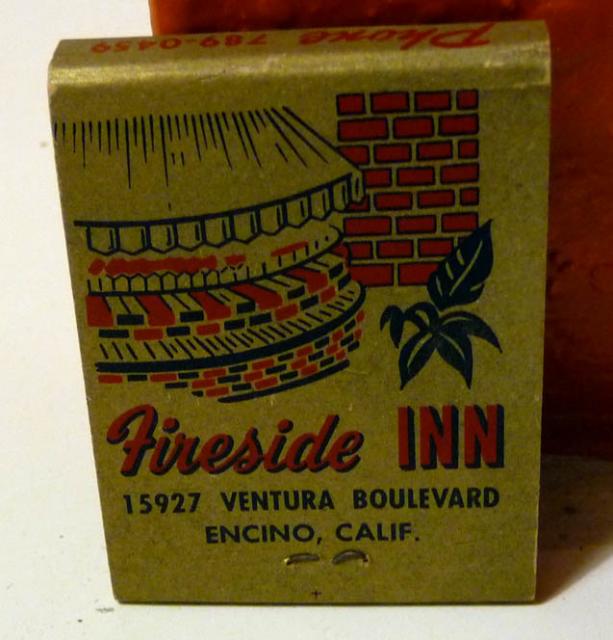 Phone 789-0459
Fireside INN
15927 VENTURA BOULEVARD
ENCINO, CALIF.